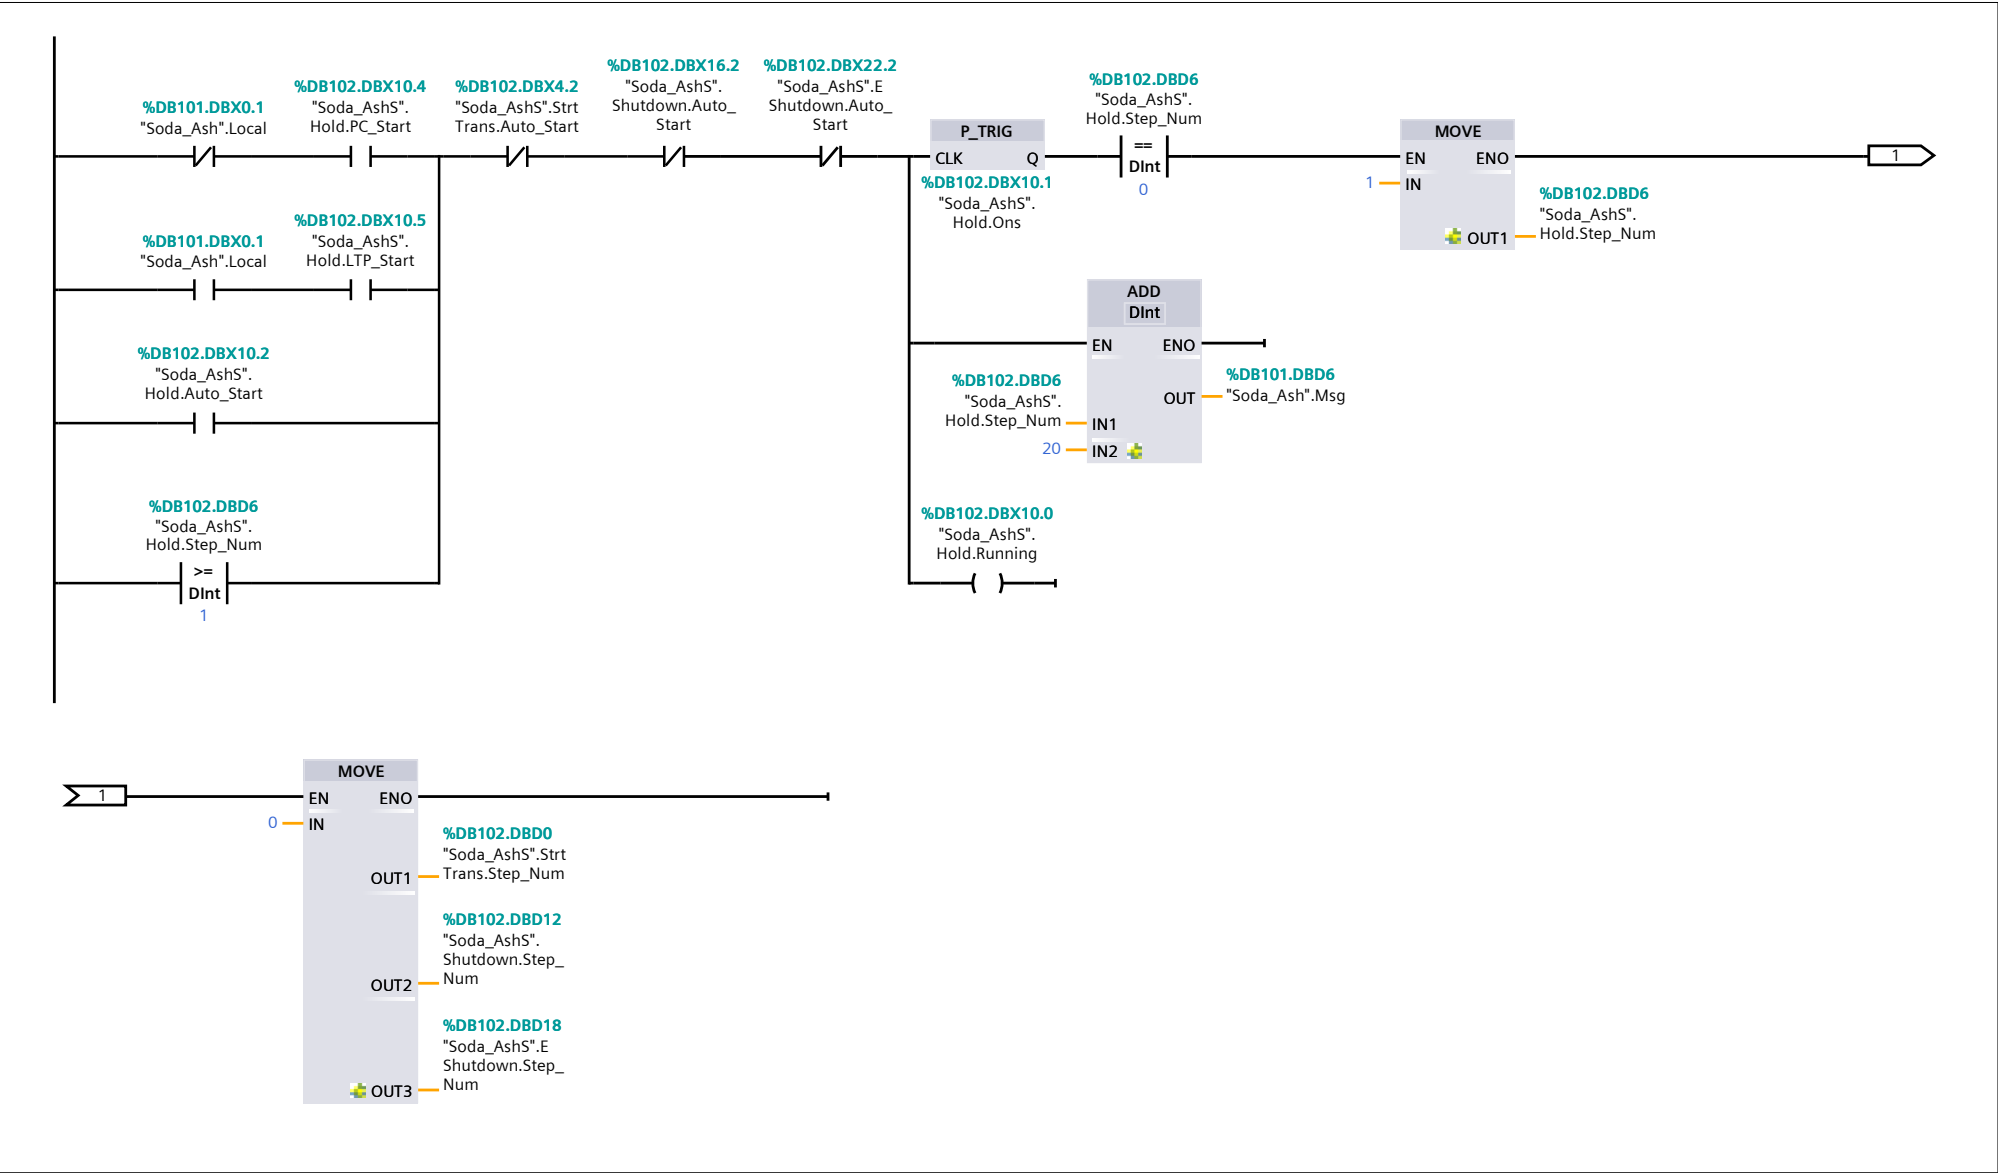 %DB101.DBX0.1
"Soda_Ash".Local
%DB102.DBX10.4
"Soda_AshS".
Hold.PC_Start
%DB102.DBX4.2
"Soda_AshS".Strt
Trans.Auto_Start
%DB102.DBX16.2
"Soda_AshS".
Shutdown.Auto_
Start
%DB102.DBX22.2
"Soda_AshS".E
Shutdown.Auto_
Start
P_TRIG
CLK Q
%DB102.DBX10.1
"Soda_AshS".
Hold.Ons
%DB102.DBD6
"Soda_AshS".
Hold.Step_Num
==
DInt
0
MOVE
EN ENO
1 IN
OUT1
%DB102.DBD6
"Soda_AshS".
Hold.Step_Num
1
%DB101.DBX0.1
"Soda_Ash".Local
%DB102.DBX10.5
"Soda_AshS".
Hold.LTP_Start
%DB102.DBX10.2
"Soda_AshS".
Hold.Auto_Start
ADD
DInt
EN ENO
%DB102.DBD6
"Soda_AshS".
Hold.Step_Num IN1
20 IN2
OUT
%DB101.DBD6
"Soda_Ash".Msg
%DB102.DBD6
"Soda_AshS".
Hold.Step_Num
>=
DInt
1
%DB102.DBX10.0
"Soda_AshS".
Hold.Running
1
MOVE
EN ENO
0 IN
OUT1
%DB102.DBD0
"Soda_AshS".Strt
Trans.Step_Num
OUT2
%DB102.DBD12
"Soda_AshS".
Shutdown.Step_
Num
OUT3
%DB102.DBD18
"Soda_AshS".E
Shutdown.Step_
Num